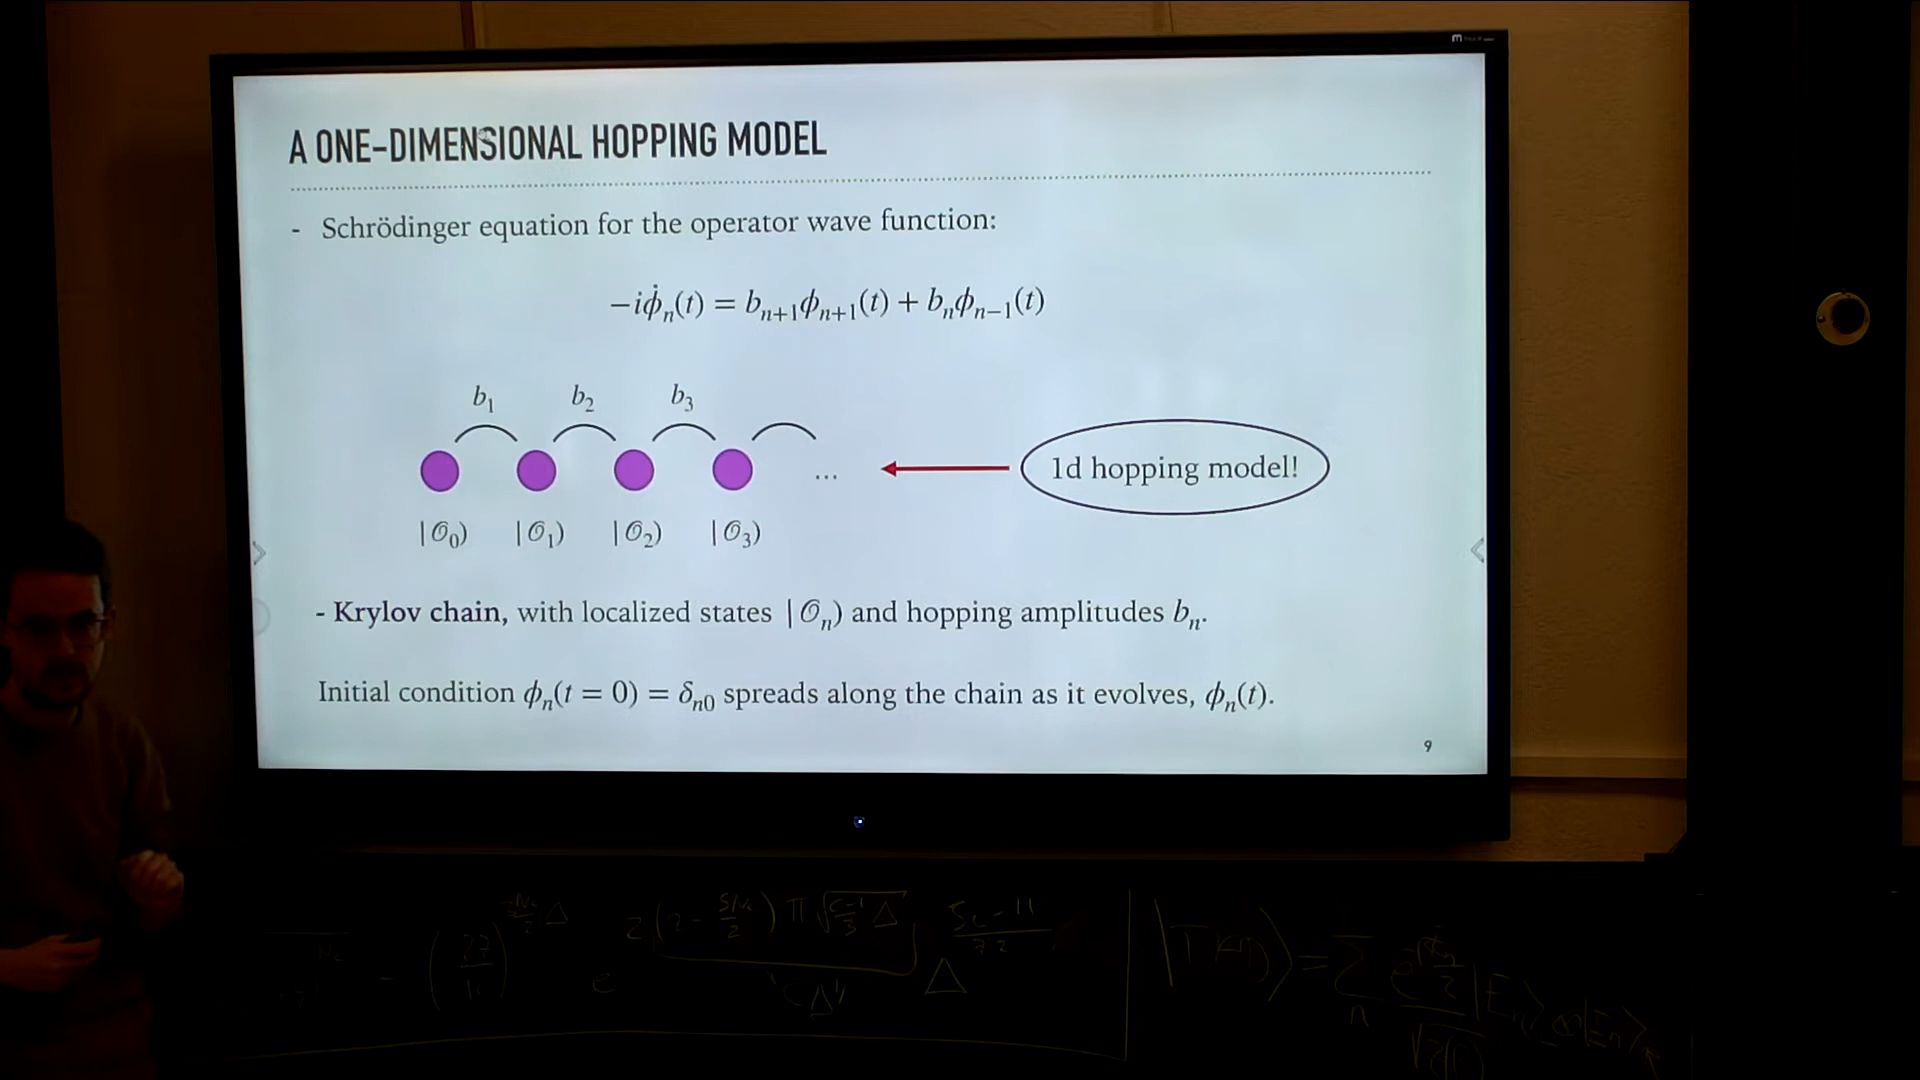 A ONE-DIMENSIONAL HOPPING MODEL
- Schrödinger equation for the operator wave function:
−iϕ̇ₙ(t) = bₙ₊₁ϕₙ₊₁(t) + bₙϕₙ₋₁(t)
b₁ b₂ b₃
... 1d hopping model!
|𝒪₀) |𝒪₁) |𝒪₂) |𝒪₃)
- Krylov chain, with localized states |𝒪ₙ) and hopping amplitudes bₙ.
Initial condition ϕₙ(t = 0) = δₙ₀ spreads along the chain as it evolves, ϕₙ(t).
9